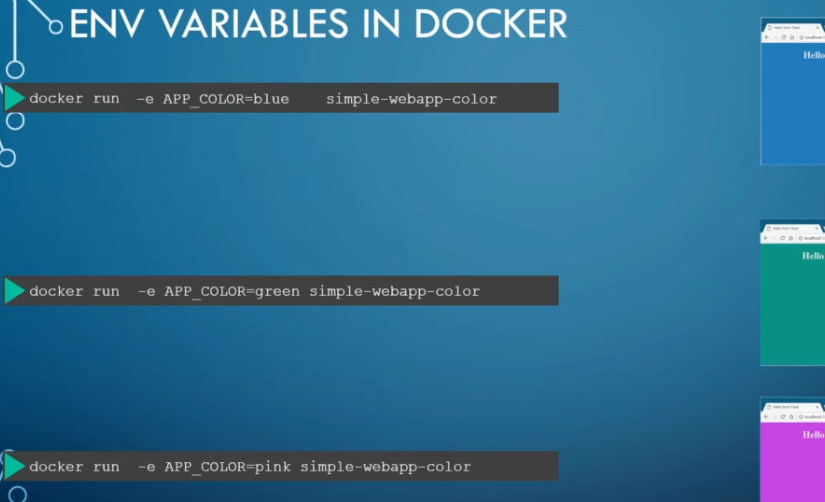 ENV VARIABLES IN DOCKER
docker run -e APP_COLOR=blue simple-webapp-color
Hello
docker run -e APP_COLOR=green simple-webapp-color
Hello
docker run -e APP_COLOR=pink simple-webapp-color
Hello